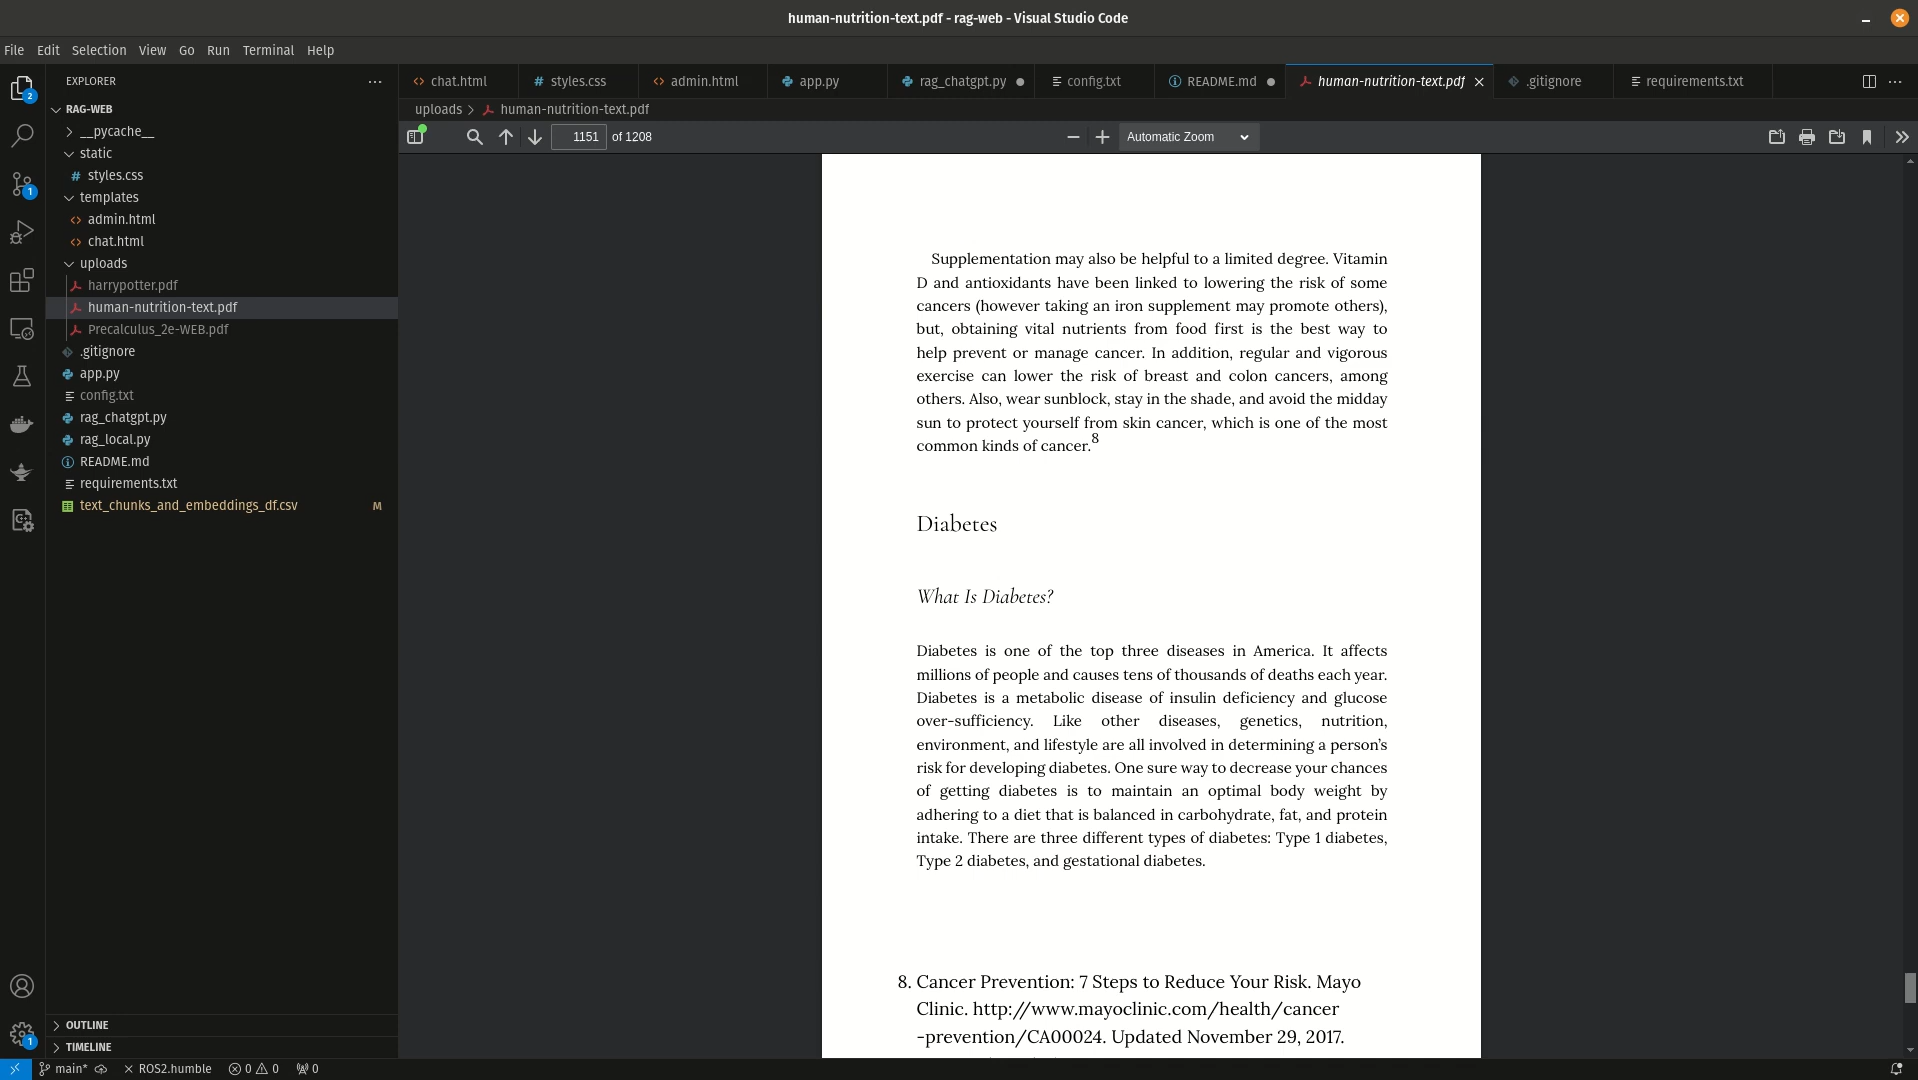 human-nutrition-text.pdf - rag-web - Visual Studio Code
File Edit Selection View Go Run Terminal Help
EXPLORER
RAG-WEB
__pycache__
static
styles.css
templates
admin.html
chat.html
uploads
harrypotter.pdf
human-nutrition-text.pdf
Precalculus_2e-WEB.pdf
.gitignore
app.py
config.txt
rag_chatgpt.py
rag_local.py
README.md
requirements.txt
text_chunks_and_embeddings_df.csv M
OUTLINE
TIMELINE
2
1
1
chat.html styles.css admin.html app.py rag_chatgpt.py config.txt README.md human-nutrition-text.pdf .gitignore requirements.txt
uploads > human-nutrition-text.pdf
1151 of 1208 Automatic Zoom
Supplementation may also be helpful to a limited degree. Vitamin
D and antioxidants have been linked to lowering the risk of some
cancers (however taking an iron supplement may promote others),
but, obtaining vital nutrients from food first is the best way to
help prevent or manage cancer. In addition, regular and vigorous
exercise can lower the risk of breast and colon cancers, among
others. Also, wear sunblock, stay in the shade, and avoid the midday
sun to protect yourself from skin cancer, which is one of the most
common kinds of cancer.8
Diabetes
What Is Diabetes?
Diabetes is one of the top three diseases in America. It affects
millions of people and causes tens of thousands of deaths each year.
Diabetes is a metabolic disease of insulin deficiency and glucose
over-sufficiency. Like other diseases, genetics, nutrition,
environment, and lifestyle are all involved in determining a person’s
risk for developing diabetes. One sure way to decrease your chances
of getting diabetes is to maintain an optimal body weight by
adhering to a diet that is balanced in carbohydrate, fat, and protein
intake. There are three different types of diabetes: Type 1 diabetes,
Type 2 diabetes, and gestational diabetes.
8. Cancer Prevention: 7 Steps to Reduce Your Risk. Mayo
Clinic. http://www.mayoclinic.com/health/cancer
-prevention/CA00024. Updated November 29, 2017.
main* ROS2.humble 0 0 0